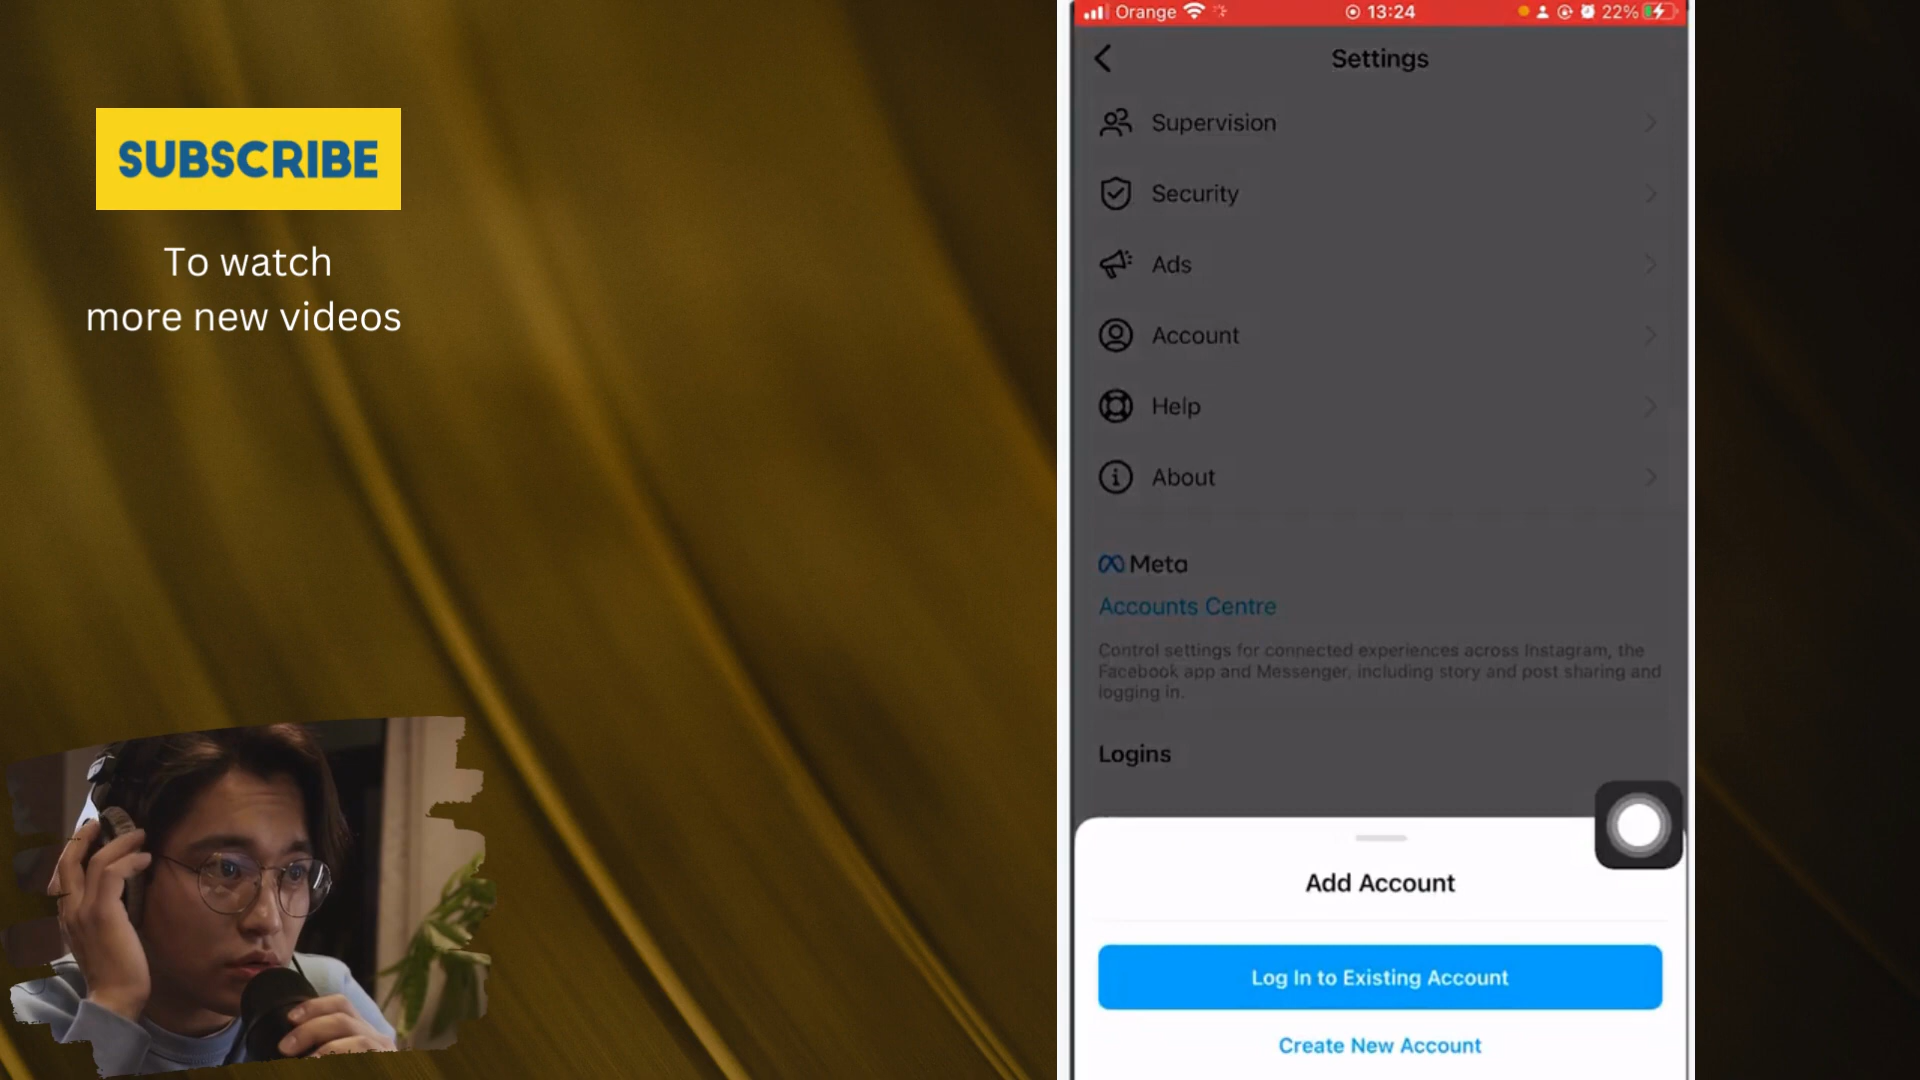 SUBSCRIBE
To watch
more new videos
Orange
13:24
22%
Settings
Supervision
Security
Ads
Account
Help
About
Meta
Accounts Centre
Control settings for connected experiences across Instagram, the
Facebook app and Messenger, including story and post sharing and
logging in.
Logins
Add Account
Log In to Existing Account
Create New Account